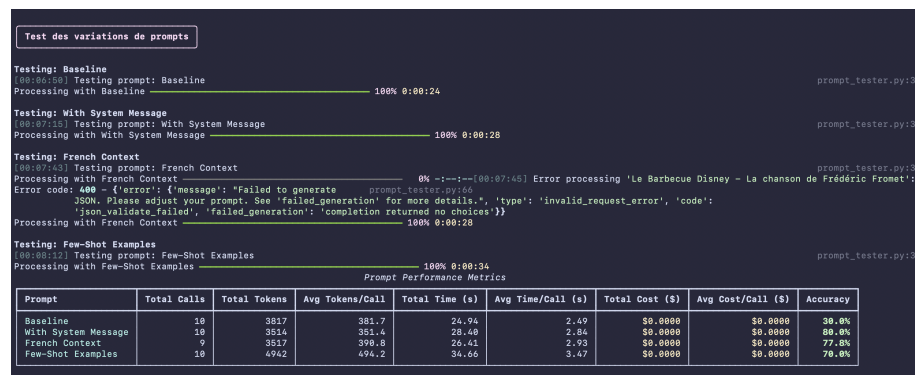 Test des variations de prompts
Testing: Baseline
[00:06:50] Testing prompt: Baseline prompt_tester.py:3
Processing with Baseline 100% 0:00:24
Testing: With System Message
[00:07:15] Testing prompt: With System Message prompt_tester.py:3
Processing with With System Message 100% 0:00:28
Testing: French Context
[00:07:43] Testing prompt: French Context prompt_tester.py:3
Processing with French Context 0% -:--:--[00:07:45] Error processing 'Le Barbecue Disney - La chanson de Frédéric Fromet':
Error code: 400 - {'error': {'message': "Failed to generate prompt_tester.py:66
JSON. Please adjust your prompt. See 'failed_generation' for more details.", 'type': 'invalid_request_error', 'code':
'json_validate_failed', 'failed_generation': 'completion returned no choices'}}
Processing with French Context 100% 0:00:28
Testing: Few-Shot Examples
[00:08:12] Testing prompt: Few-Shot Examples prompt_tester.py:3
Processing with Few-Shot Examples 100% 0:00:34
Prompt Performance Metrics
Prompt Total Calls Total Tokens Avg Tokens/Call Total Time (s) Avg Time/Call (s) Total Cost ($) Avg Cost/Call ($) Accuracy
Baseline 10 3817 381.7 24.94 2.49 $0.0000 $0.0000 30.0%
With System Message 10 3514 351.4 28.40 2.84 $0.0000 $0.0000 80.0%
French Context 9 3517 390.8 26.41 2.93 $0.0000 $0.0000 77.8%
Few-Shot Examples 10 4942 494.2 34.66 3.47 $0.0000 $0.0000 70.0%